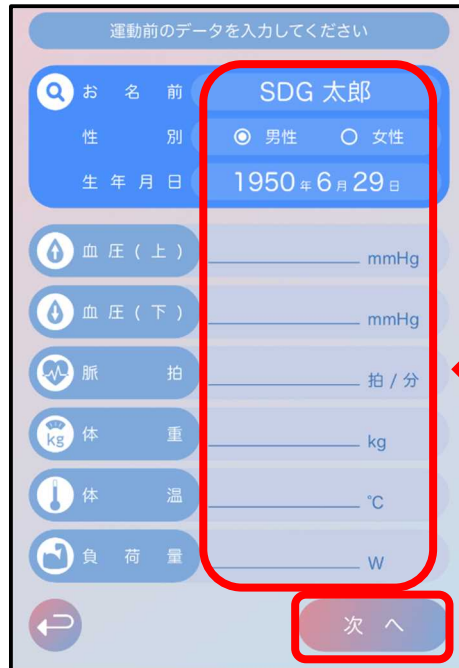 運動前のデータを入力してください
お名前 SDG 太郎
性別 男性 女性
生年月日 1950年6月29日
血圧(上) mmHg
血圧(下) mmHg
脈拍 拍/分
kg 体重 kg
体温 ℃
負荷量 W
次へ